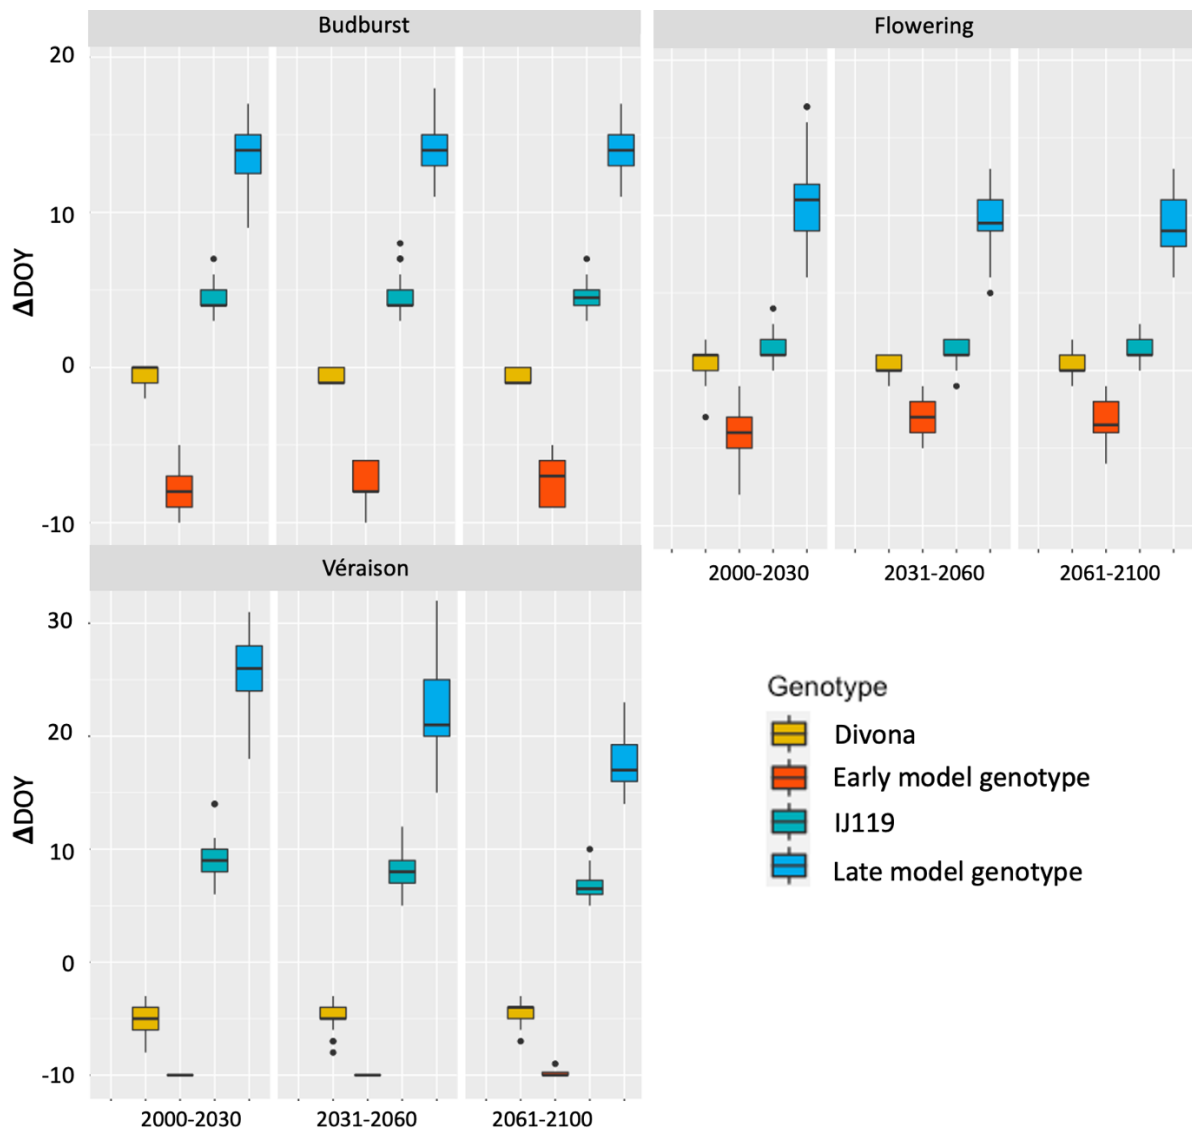 Budburst
Flowering
20
10
0
-10
ΔDOY
2000-2030 2031-2060 2061-2100
Véraison
30
20
10
0
-10
ΔDOY
2000-2030 2031-2060 2061-2100
Genotype
Divona
Early model genotype
IJ119
Late model genotype